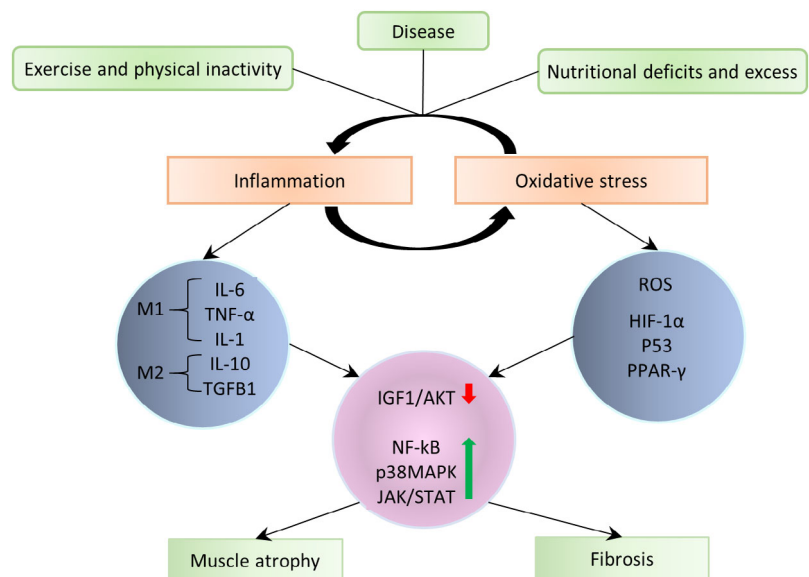 Disease
Exercise and physical inactivity
Nutritional deficits and excess
Inflammation
Oxidative stress
M1
IL-6
TNF-α
IL-1
M2
IL-10
TGFB1
ROS
HIF-1α
P53
PPAR-γ
IGF1/AKT
NF-kB
p38MAPK
JAK/STAT
Muscle atrophy
Fibrosis